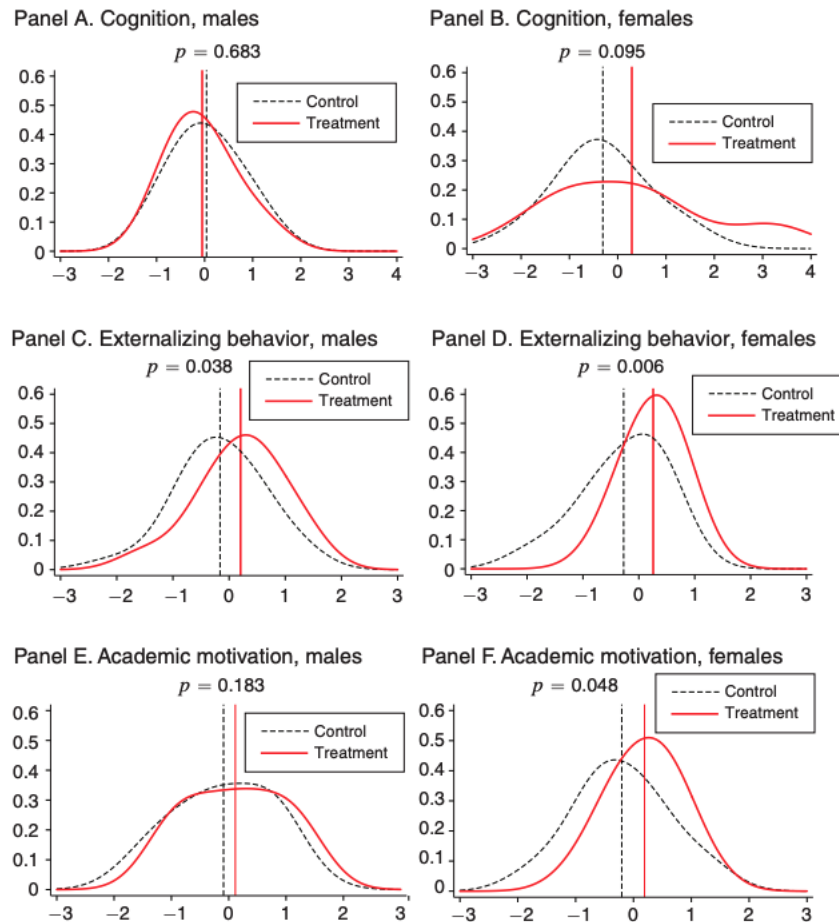 Panel A. Cognition, males
p = 0.683
0.6
0.5
0.4
0.3
0.2
0.1
0
−3 −2 −1 0 1 2 3 4
Control
Treatment
Panel B. Cognition, females
p = 0.095
0.6
0.5
0.4
0.3
0.2
0.1
0
−3 −2 −1 0 1 2 3 4
Control
Treatment
Panel C. Externalizing behavior, males
p = 0.038
0.6
0.5
0.4
0.3
0.2
0.1
0
−3 −2 −1 0 1 2 3
Control
Treatment
Panel D. Externalizing behavior, females
p = 0.006
0.6
0.5
0.4
0.3
0.2
0.1
0
−3 −2 −1 0 1 2 3
Control
Treatment
Panel E. Academic motivation, males
p = 0.183
0.6
0.5
0.4
0.3
0.2
0.1
0
−3 −2 −1 0 1 2 3
Control
Treatment
Panel F. Academic motivation, females
p = 0.048
0.6
0.5
0.4
0.3
0.2
0.1
0
−3 −2 −1 0 1 2 3
Control
Treatment